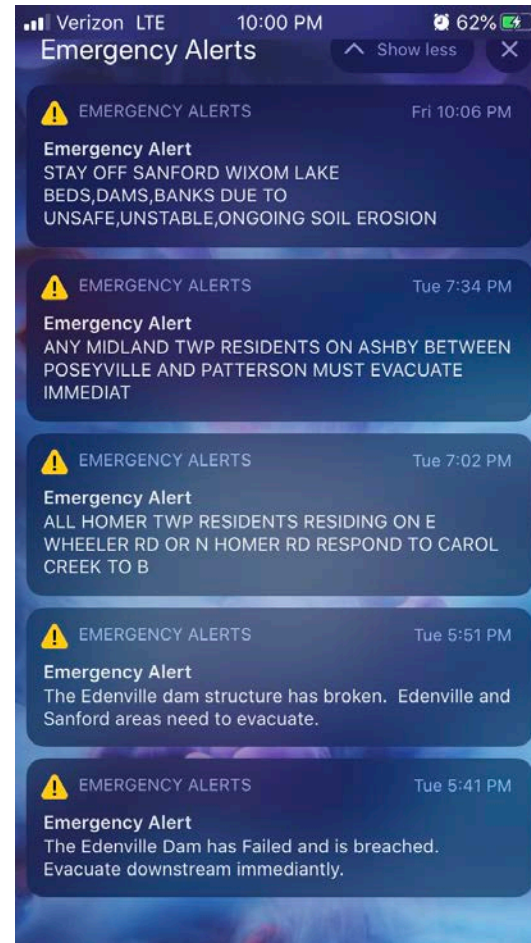 Verizon LTE 10:00 PM 62%
Emergency Alerts Show less
EMERGENCY ALERTS Fri 10:06 PM
Emergency Alert
STAY OFF SANFORD WIXOM LAKE
BEDS,DAMS,BANKS DUE TO
UNSAFE,UNSTABLE,ONGOING SOIL EROSION
EMERGENCY ALERTS Tue 7:34 PM
Emergency Alert
ANY MIDLAND TWP RESIDENTS ON ASHBY BETWEEN
POSEYVILLE AND PATTERSON MUST EVACUATE
IMMEDIAT
EMERGENCY ALERTS Tue 7:02 PM
Emergency Alert
ALL HOMER TWP RESIDENTS RESIDING ON E
WHEELER RD OR N HOMER RD RESPOND TO CAROL
CREEK TO B
EMERGENCY ALERTS Tue 5:51 PM
Emergency Alert
The Edenville dam structure has broken.  Edenville and
Sanford areas need to evacuate.
EMERGENCY ALERTS Tue 5:41 PM
Emergency Alert
The Edenville Dam has Failed and is breached.
Evacuate downstream immediantly.